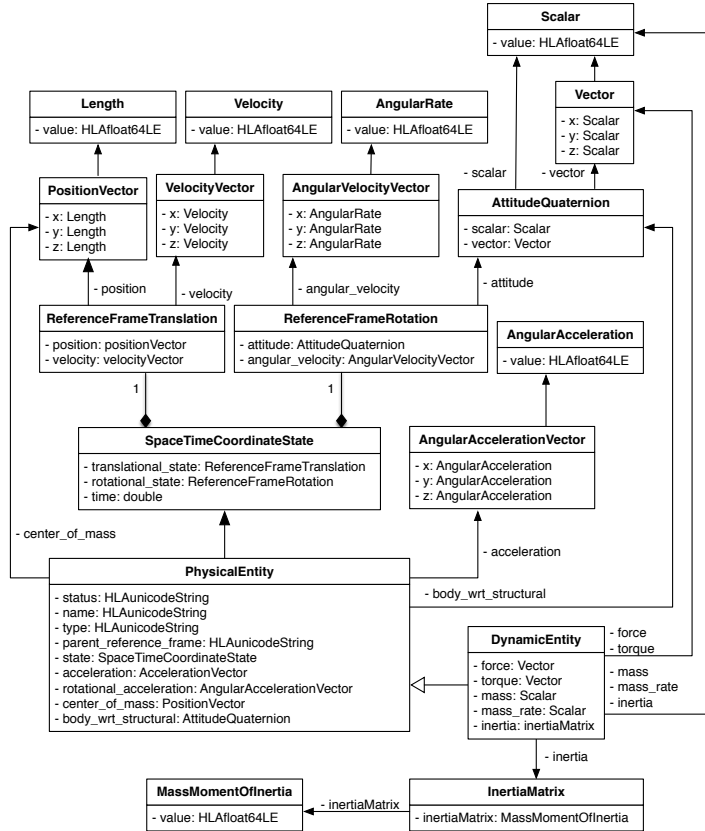 Scalar
- value: HLAfloat64LE
Length
- value: HLAfloat64LE
Velocity
- value: HLAfloat64LE
AngularRate
- value: HLAfloat64LE
Vector
- x: Scalar
- y: Scalar
- z: Scalar
- scalar
- vector
PositionVector
- x: Length
- y: Length
- z: Length
VelocityVector
- x: Velocity
- y: Velocity
- z: Velocity
AngularVelocityVector
- x: AngularRate
- y: AngularRate
- z: AngularRate
AttitudeQuaternion
- scalar: Scalar
- vector: Vector
- position
- velocity
- angular_velocity
- attitude
ReferenceFrameTranslation
- position: positionVector
- velocity: velocityVector
ReferenceFrameRotation
- attitude: AttitudeQuaternion
- angular_velocity: AngularVelocityVector
AngularAcceleration
- value: HLAfloat64LE
1
1
SpaceTimeCoordinateState
- translational_state: ReferenceFrameTranslation
- rotational_state: ReferenceFrameRotation
- time: double
AngularAccelerationVector
- x: AngularAcceleration
- y: AngularAcceleration
- z: AngularAcceleration
- center_of_mass
- acceleration
PhysicalEntity
- status: HLAunicodeString
- name: HLAunicodeString
- type: HLAunicodeString
- parent_reference_frame: HLAunicodeString
- state: SpaceTimeCoordinateState
- acceleration: AccelerationVector
- rotational_acceleration: AngularAccelerationVector
- center_of_mass: PositionVector
- body_wrt_structural: AttitudeQuaternion
- body_wrt_structural
DynamicEntity
- force: Vector
- torque: Vector
- mass: Scalar
- mass_rate: Scalar
- inertia: inertiaMatrix
- force
- torque
- mass
- mass_rate
- inertia
- inertia
MassMomentOfInertia
- value: HLAfloat64LE
- inertiaMatrix
InertiaMatrix
- inertiaMatrix: MassMomentOfInertia